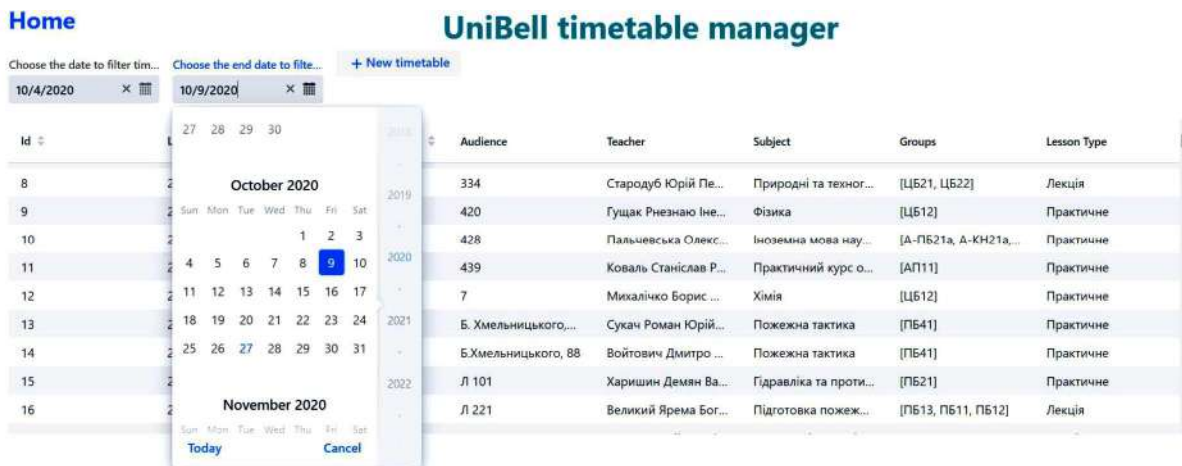 Home
UniBell timetable manager
Choose the date to filter tim... Choose the end date to filte... + New timetable
10/4/2020 10/9/2020
Id Audience Teacher Subject Groups Lesson Type
8 334 Стародуб Юрій Пе... Природні та техног... [ЦБ21, ЦБ22] Лекція
9 420 Гущак Рнезнаю Іне... Фізика [ЦБ12] Практичне
10 428 Пальчевська Олекс... Іноземна мова нау... [А-ПБ21а, А-КН21а,... Практичне
11 439 Коваль Станіслав Р... Практичний курс о... [АП11] Практичне
12 7 Михалічко Борис ... Хімія [ЦБ12] Практичне
13 Б. Хмельницького,... Сукач Роман Юрій... Пожежна тактика [ПБ41] Практичне
14 Б.Хмельницького, 88 Войтович Дмитро ... Пожежна тактика [ПБ41] Практичне
15 Л 101 Харишин Демян Ва... Гідравліка та проти... [ПБ21] Практичне
16 Л 221 Великий Ярема Бог... Підготовка пожеж... [ПБ13, ПБ11, ПБ12] Лекція
27 28 29 30
October 2020
Sun Mon Tue Wed Thu Fri Sat
1 2 3
4 5 6 7 8 9 10
11 12 13 14 15 16 17
18 19 20 21 22 23 24
25 26 27 28 29 30 31
November 2020
Sun Mon Tue Wed Thu Fri Sat
Today Cancel
2018
2019
2020
2021
2022